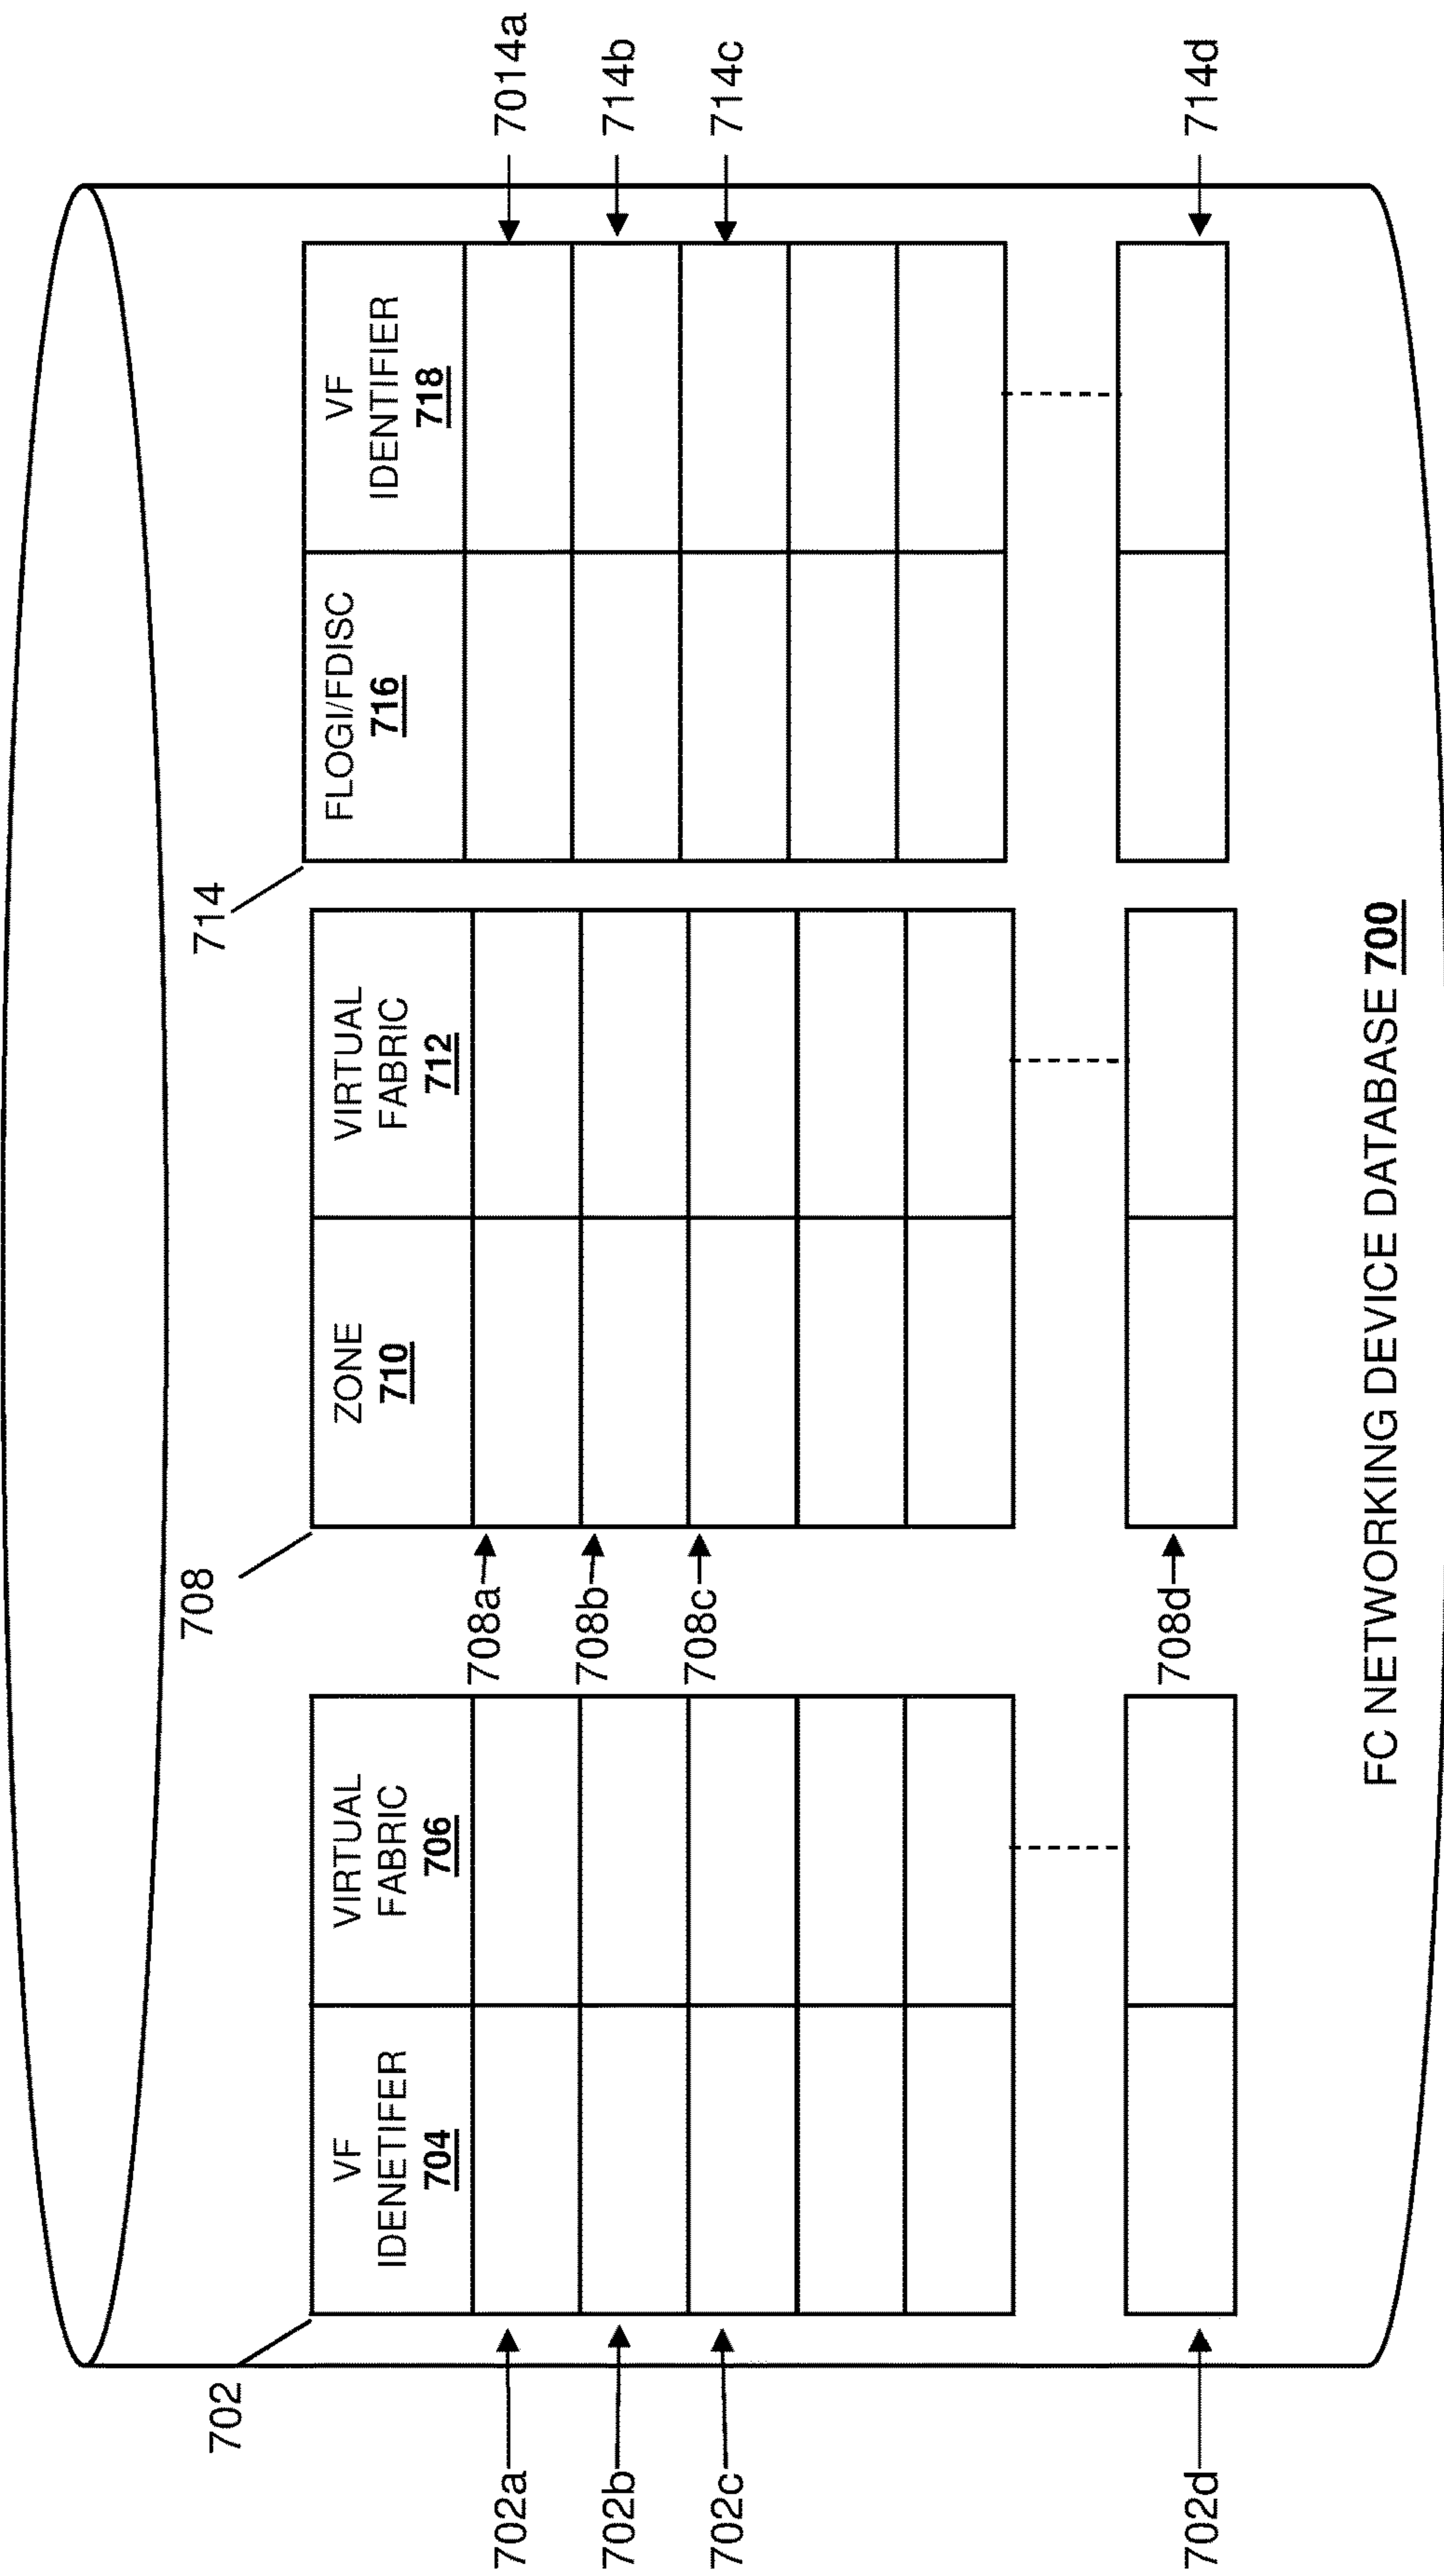 702
708
714
VF
IDENETIFER
704
VIRTUAL
FABRIC
706
ZONE
710
VIRTUAL
FABRIC
712
FLOGI/FDISC
716
VF
IDENTIFIER
718
702a
702b
702c
702d
708a
708b
708c
708d
7014a
714b
714c
714d
FC NETWORKING DEVICE DATABASE 700